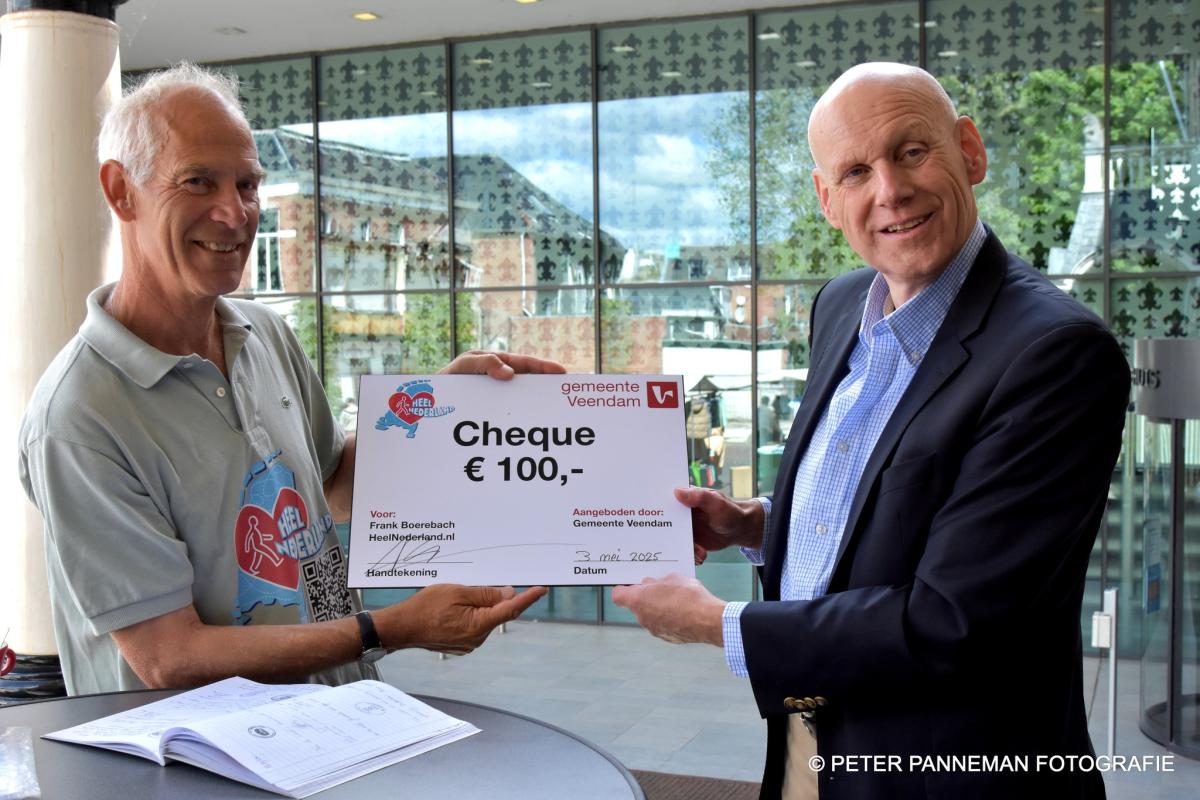 HEEL
NEDERLAND
gemeente
Veendam
Cheque
€ 100,-
Voor:
Frank Boerebach
HeelNederland.nl
Handtekening
Aangeboden door:
Gemeente Veendam
3 mei 2025
Datum
HEEL
NEDERLAND
© PETER PANNEMAN FOTOGRAFIE